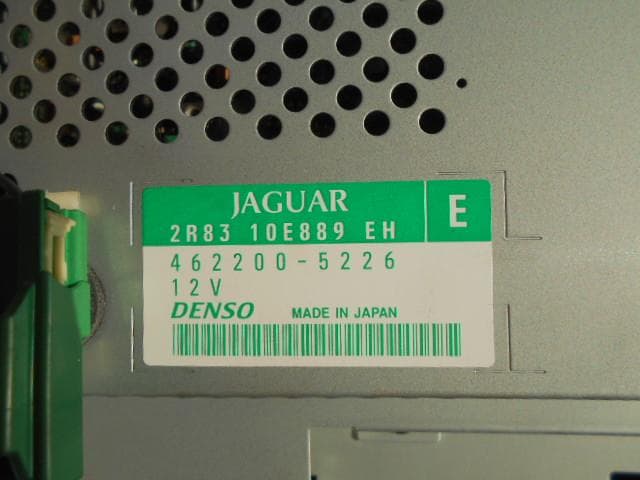 JAGUAR
E
2R83 10E889 EH
462200-5226
12V
DENSO MADE IN JAPAN